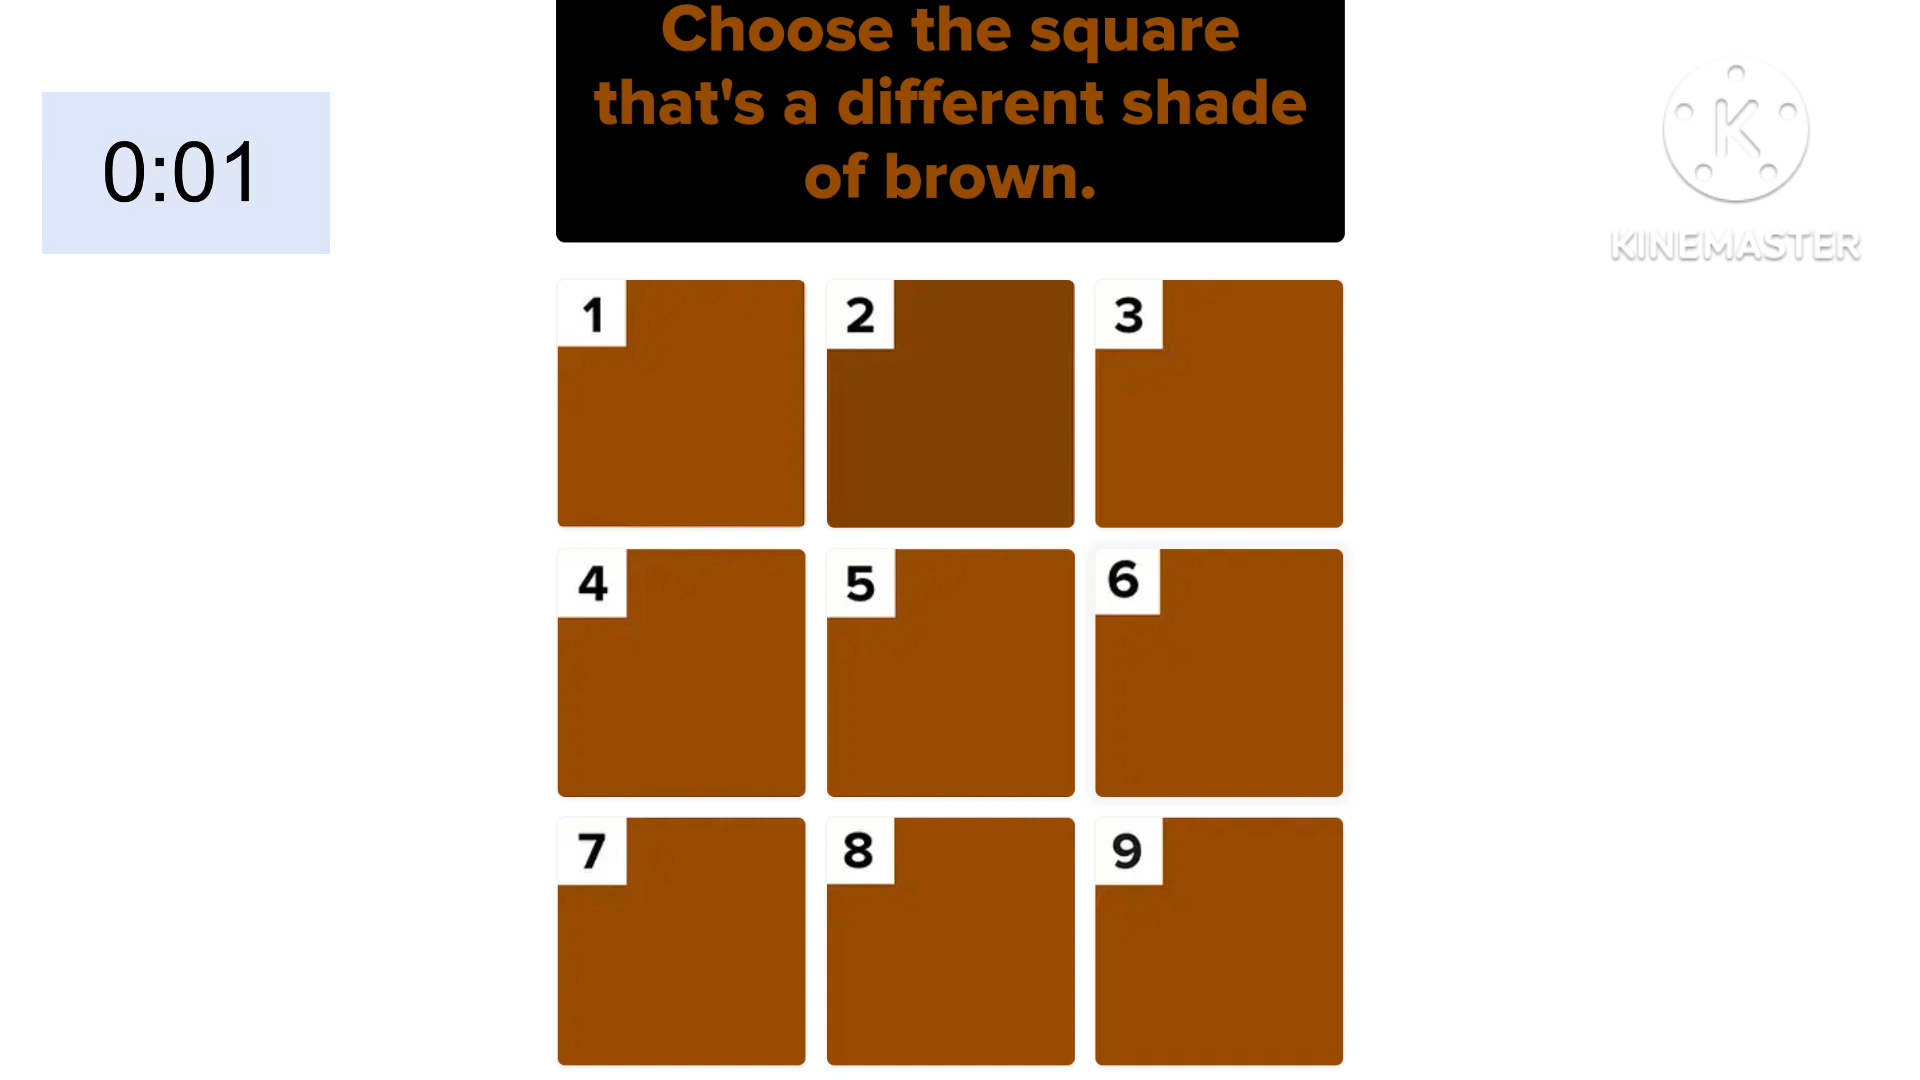 Choose the square
that's a different shade
of brown.
0:01
K
KINEMASTER
1
2
3
4
5
6
7
8
9